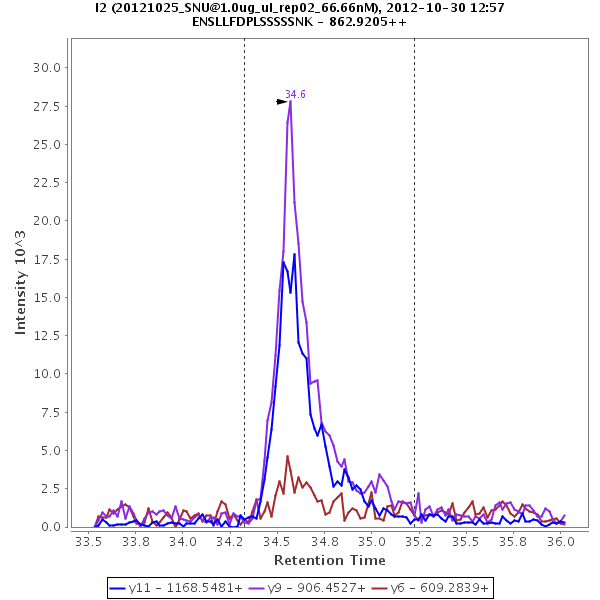 I2 (20121025_SNU@1.0ug_ul_rep02_66.66nM), 2012-10-30 12:57
ENSLLFDPLSSSSSNK - 862.9205++
34.6
Intensity 10^3
30.0
27.5
25.0
22.5
20.0
17.5
15.0
12.5
10.0
7.5
5.0
2.5
0.0
33.5 33.8 34.0 34.2 34.5 34.8 35.0 35.2 35.5 35.8 36.0
Retention Time
y11 - 1168.5481+ y9 - 906.4527+ y6 - 609.2839+